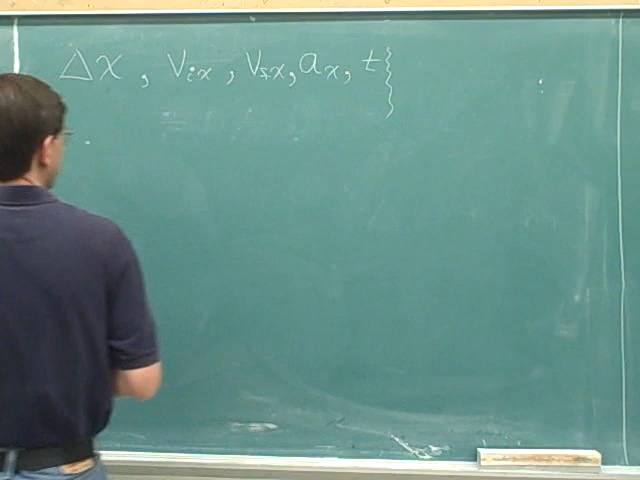 Δx, Vix, Vfx, ax, t}